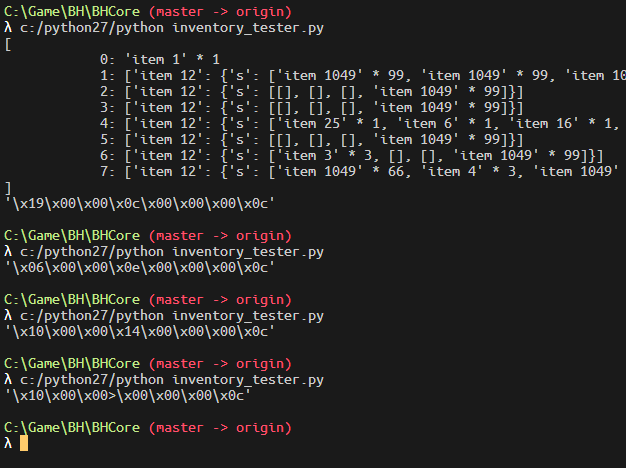 C:\Game\BH\BHCore (master -> origin)
λ c:/python27/python inventory_tester.py
[
            0: 'item 1' * 1
            1: ['item 12': {'s': ['item 1049' * 99, 'item 1049' * 99, 'item 10
            2: ['item 12': {'s': [[], [], [], 'item 1049' * 99]}]
            3: ['item 12': {'s': [[], [], [], 'item 1049' * 99]}]
            4: ['item 12': {'s': ['item 25' * 1, 'item 6' * 1, 'item 16' * 1,
            5: ['item 12': {'s': [[], [], [], 'item 1049' * 99]}]
            6: ['item 12': {'s': ['item 3' * 3, [], [], 'item 1049' * 99]}]
            7: ['item 12': {'s': ['item 1049' * 66, 'item 4' * 3, 'item 1049'
]
'\x19\x00\x00\x0c\x00\x00\x00\x0c'

C:\Game\BH\BHCore (master -> origin)
λ c:/python27/python inventory_tester.py
'\x06\x00\x00\x0e\x00\x00\x00\x0c'

C:\Game\BH\BHCore (master -> origin)
λ c:/python27/python inventory_tester.py
'\x10\x00\x00\x14\x00\x00\x00\x0c'

C:\Game\BH\BHCore (master -> origin)
λ c:/python27/python inventory_tester.py
'\x10\x00\x00>\x00\x00\x00\x0c'

C:\Game\BH\BHCore (master -> origin)
λ